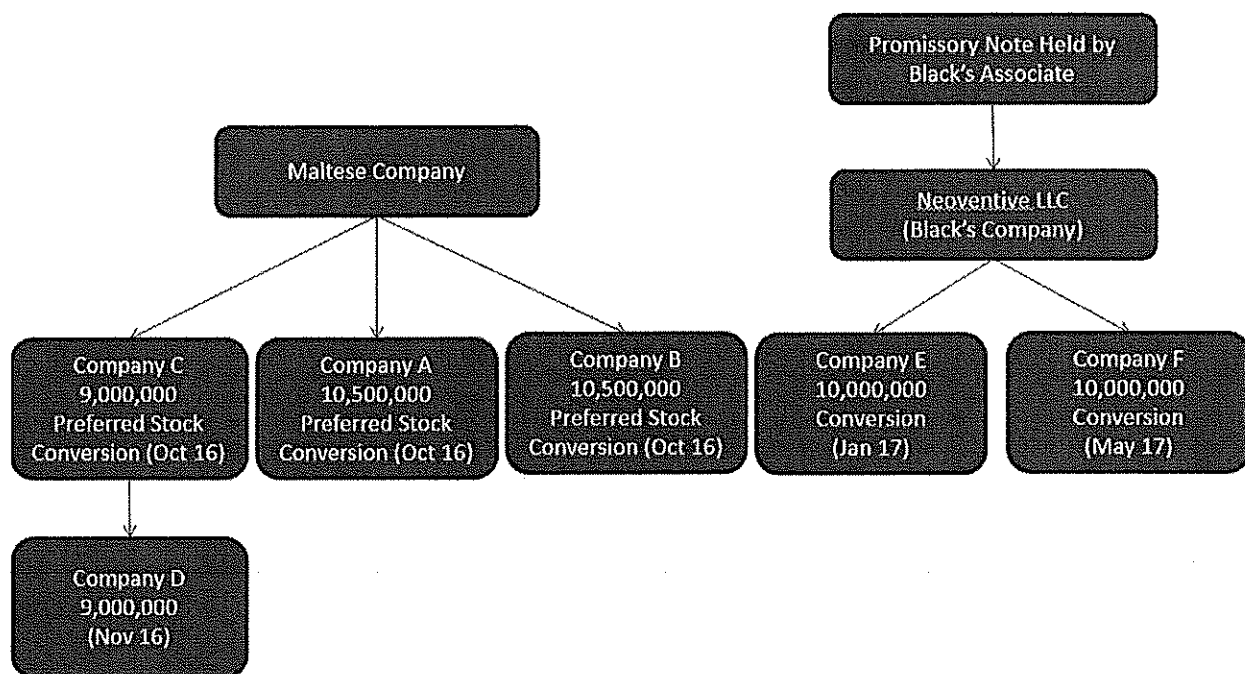 Promissory Note Held by
Black's Associate
Maltese Company
Neoventive LLC
(Black's Company)
Company C
9,000,000
Preferred Stock
Conversion (Oct 16)
Company A
10,500,000
Preferred Stock
Conversion (Oct 16)
Company B
10,500,000
Preferred Stock
Conversion (Oct 16)
Company E
10,000,000
Conversion
(Jan 17)
Company F
10,000,000
Conversion
(May 17)
Company D
9,000,000
(Nov 16)